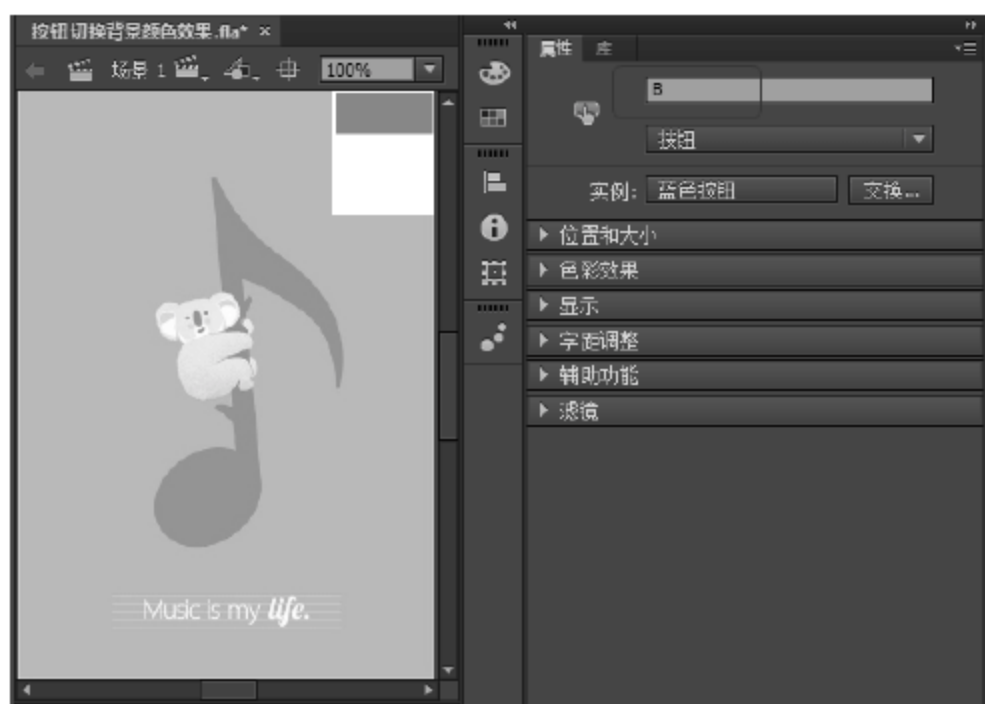 按钮切换背景颜色效果.fla* ×
场景 1
100%
Music is my life.
属性 库
B
按钮
实例: 蓝色按钮 交换...
位置和大小
色彩效果
显示
字距调整
辅助功能
滤镜